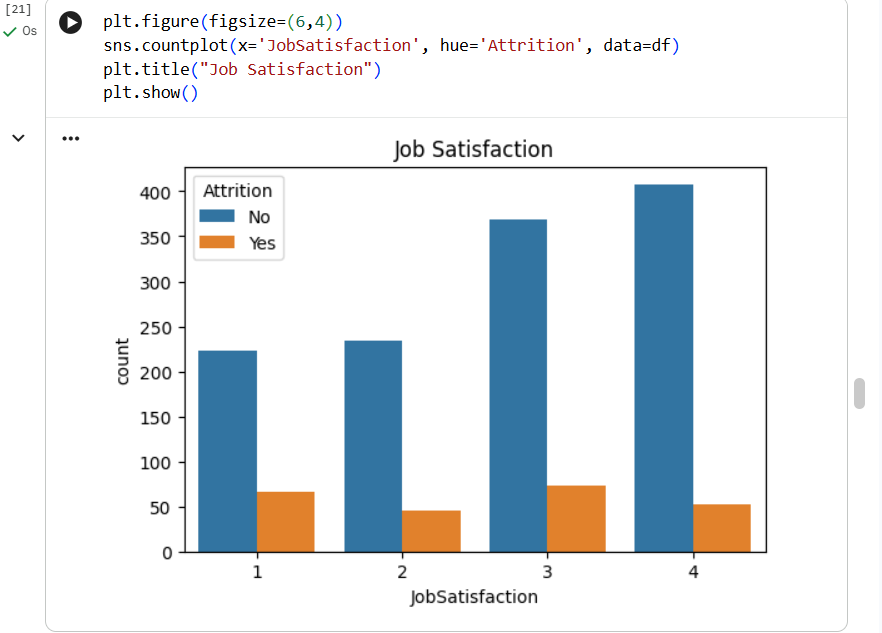 [21]
0s
plt.figure(figsize=(6,4))
sns.countplot(x='JobSatisfaction', hue='Attrition', data=df)
plt.title("Job Satisfaction")
plt.show()
Job Satisfaction
Attrition
No
Yes
400
350
300
250
200
150
100
50
0
count
1 2 3 4
JobSatisfaction